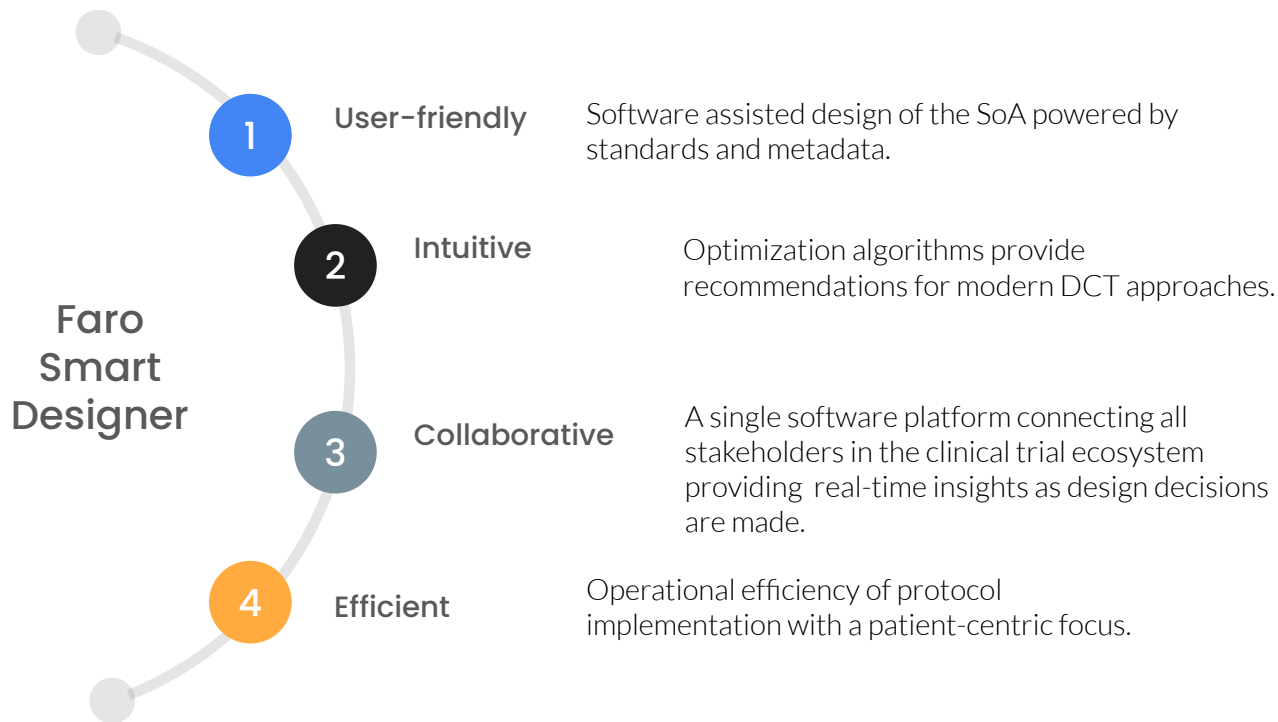 Faro
Smart
Designer
1
User-friendly
Software assisted design of the SoA powered by
standards and metadata.
2
Intuitive
Optimization algorithms provide
recommendations for modern DCT approaches.
3
Collaborative
A single software platform connecting all
stakeholders in the clinical trial ecosystem
providing  real-time insights as design decisions
are made.
4
Efficient
Operational efficiency of protocol
implementation with a patient-centric focus.